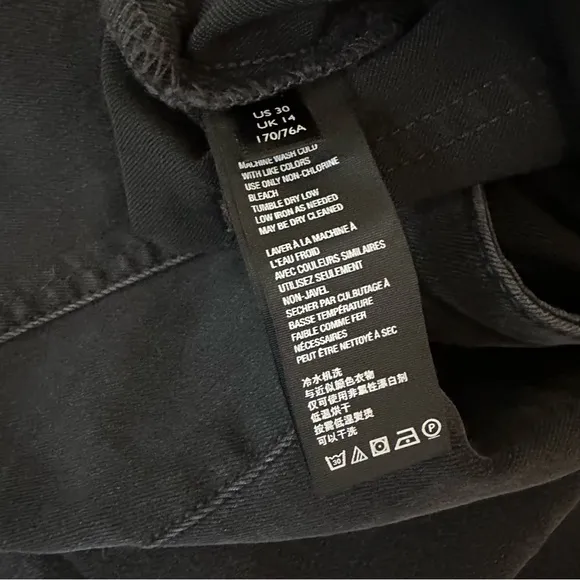 US 30
UK 14
170/76A
MACHINE WASH COLD
WITH LIKE COLORS
USE ONLY NON-CHLORINE
BLEACH
TUMBLE DRY LOW
LOW IRON AS NEEDED
MAY BE DRY CLEANED
LAVER À LA MACHINE À
L'EAU FROID
AVEC COULEURS SIMILAIRES
UTILISEZ SEULEMENT
NON-JAVEL
SECHER PAR CULBUTAGE À
BASSE TEMPÉRATURE
FAIBLE COMME FER
NÉCESSAIRES
PEUT ÊTRE NETTOYÉ À SEC
冷水机洗
与近似颜色衣物
仅可使用非氯性漂白剂
低温烘干
按需低温熨烫
可以干洗
30 P